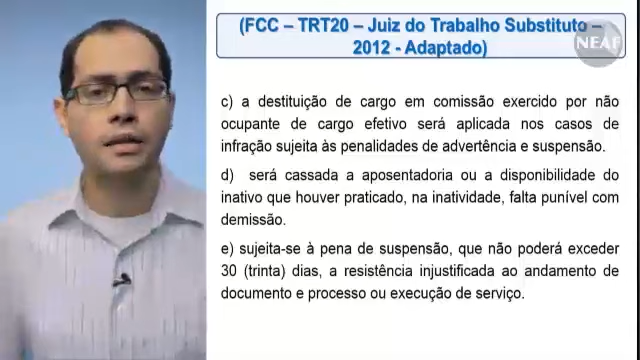 (FCC – TRT20 – Juiz do Trabalho Substituto –
2012 - Adaptado)
NEAF
c) a destituição de cargo em comissão exercido por não
ocupante de cargo efetivo será aplicada nos casos de
infração sujeita às penalidades de advertência e suspensão.
d) será cassada a aposentadoria ou a disponibilidade do
inativo que houver praticado, na inatividade, falta punível com
demissão.
e) sujeita-se à pena de suspensão, que não poderá exceder
30 (trinta) dias, a resistência injustificada ao andamento de
documento e processo ou execução de serviço.